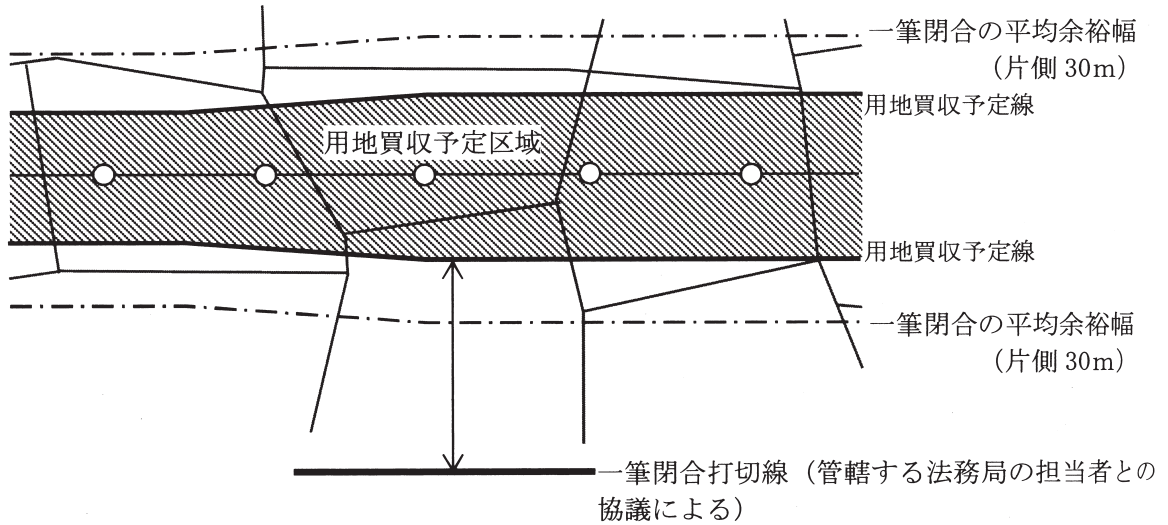 一筆閉合の平均余裕幅
（片側 30ｍ）
用地買収予定線
用地買収予定区域
用地買収予定線
一筆閉合の平均余裕幅
（片側 30ｍ）
一筆閉合打切線（管轄する法務局の担当者との
協議による）